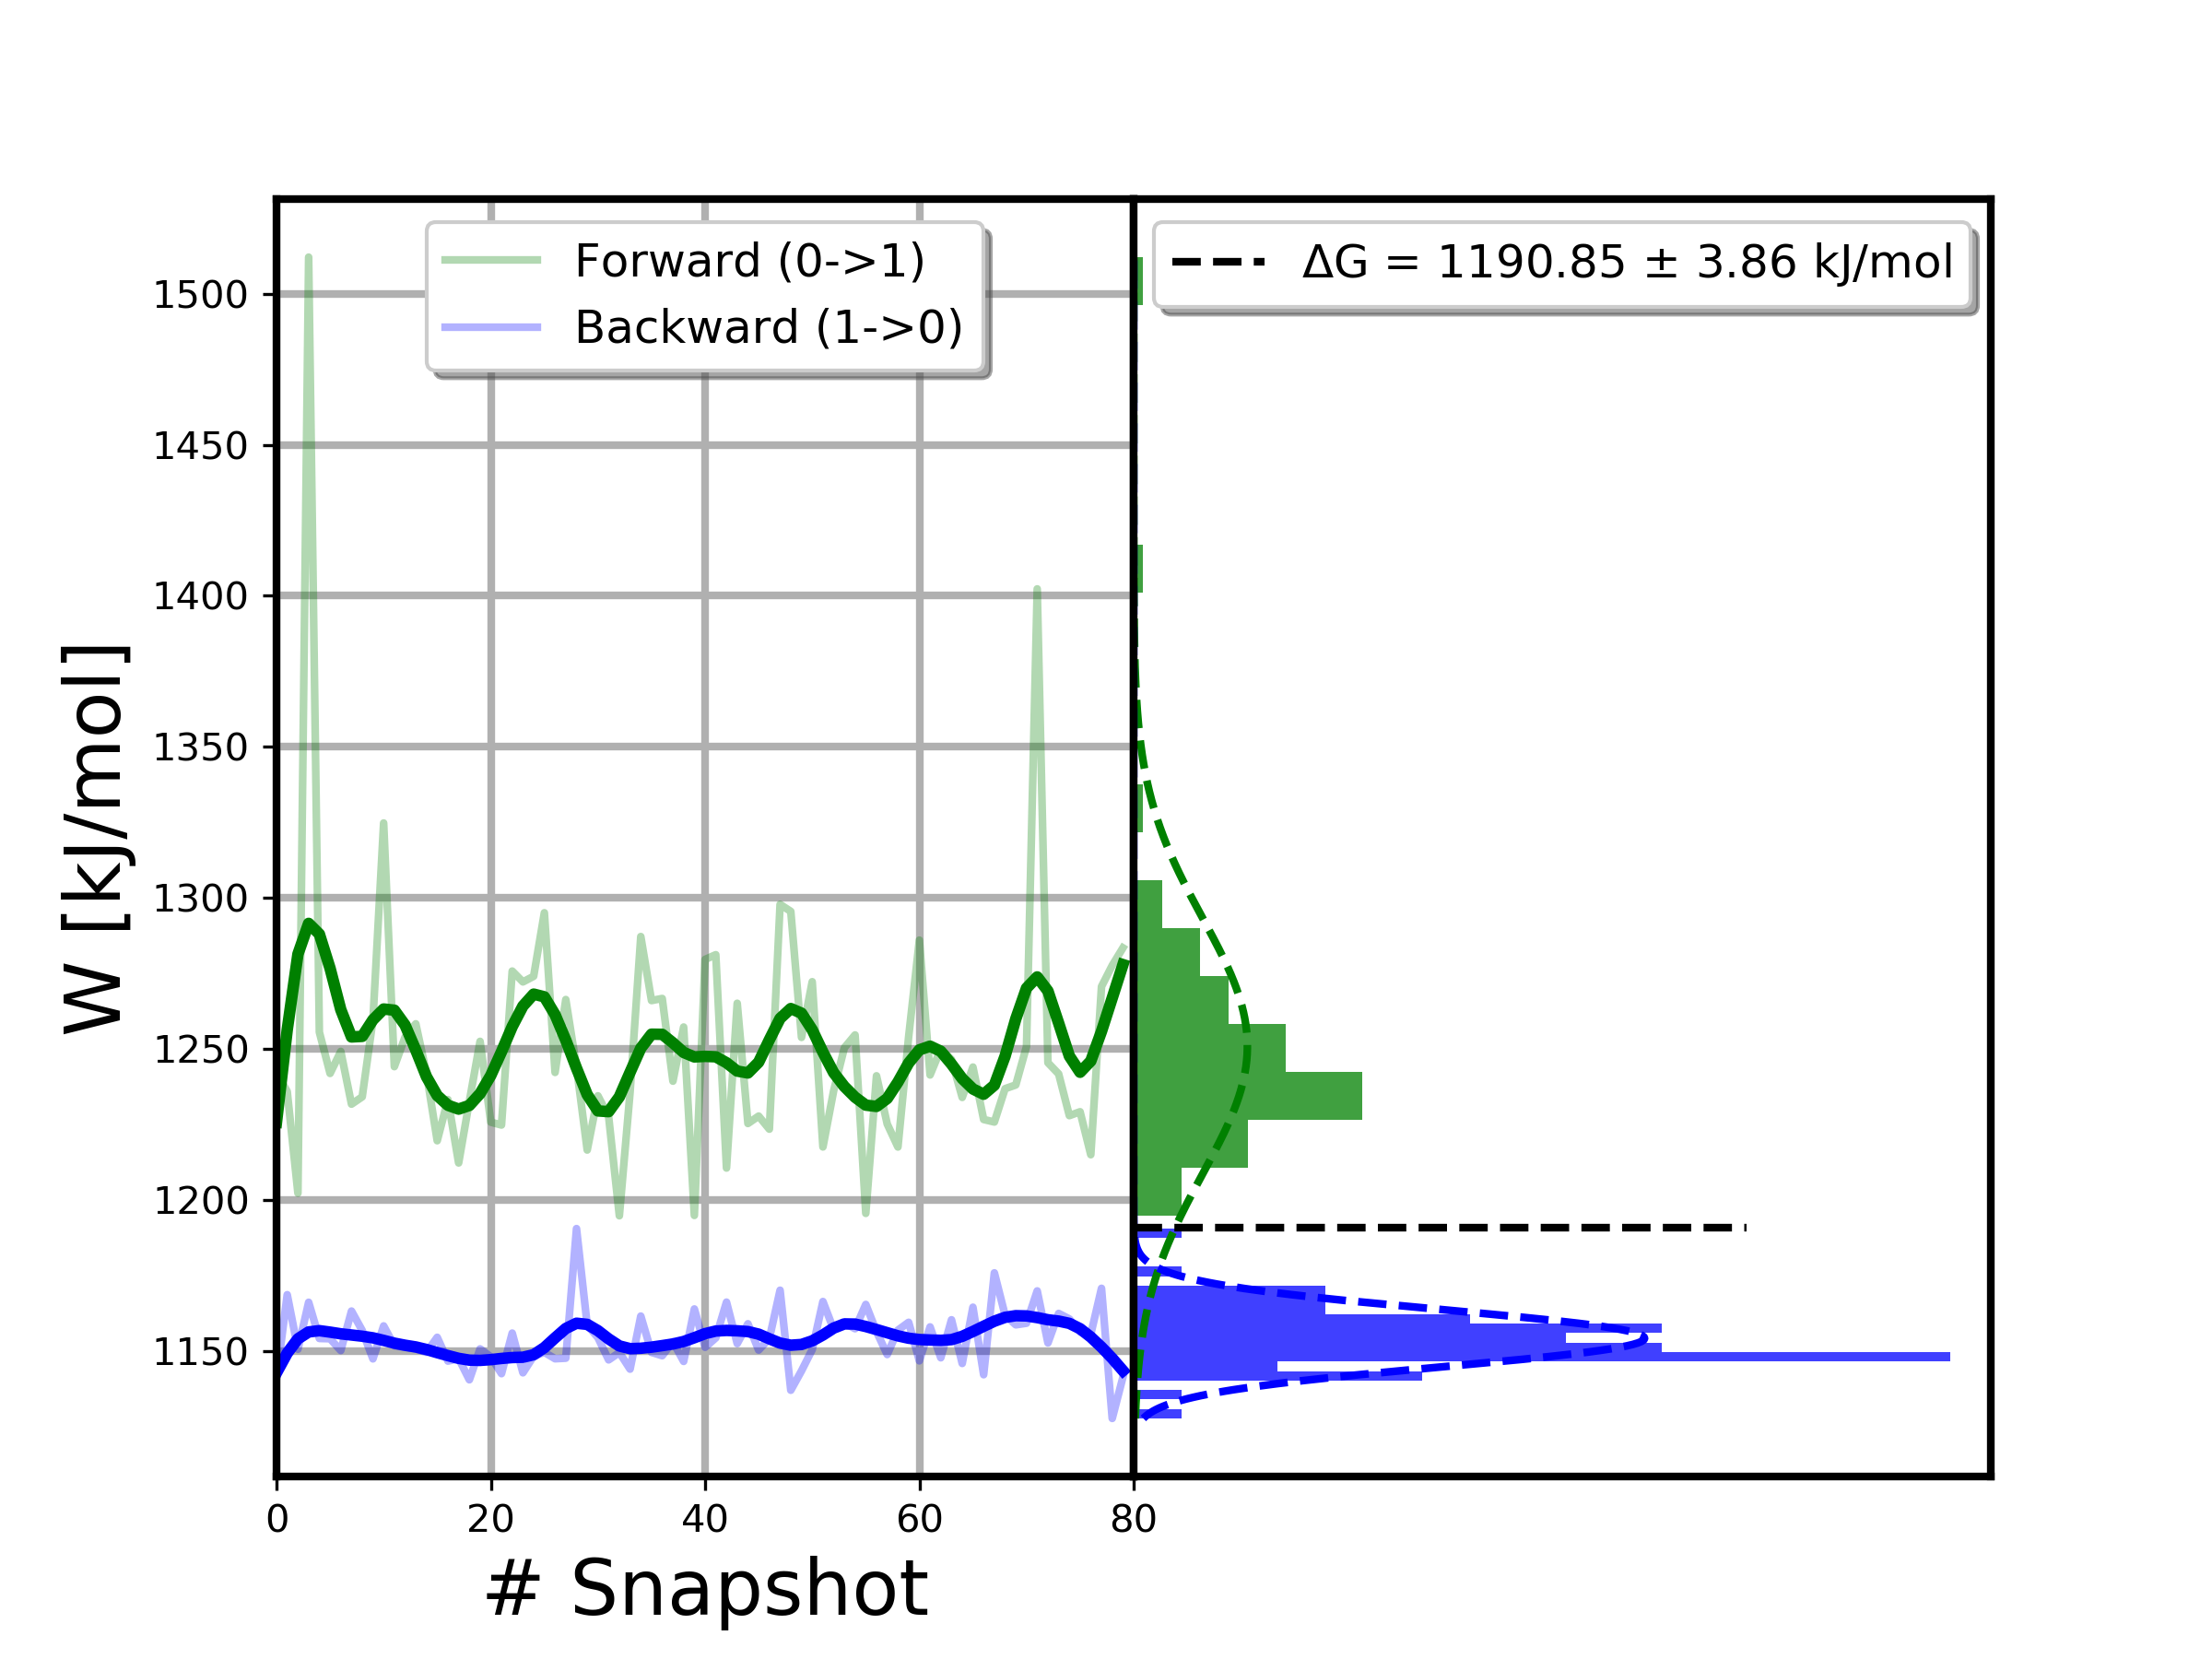 Forward (0->1)
Backward (1->0)
ΔG = 1190.85 ± 3.86 kJ/mol
W [kJ/mol]
1500
1450
1400
1350
1300
1250
1200
1150
0 20 40 60 80
# Snapshot